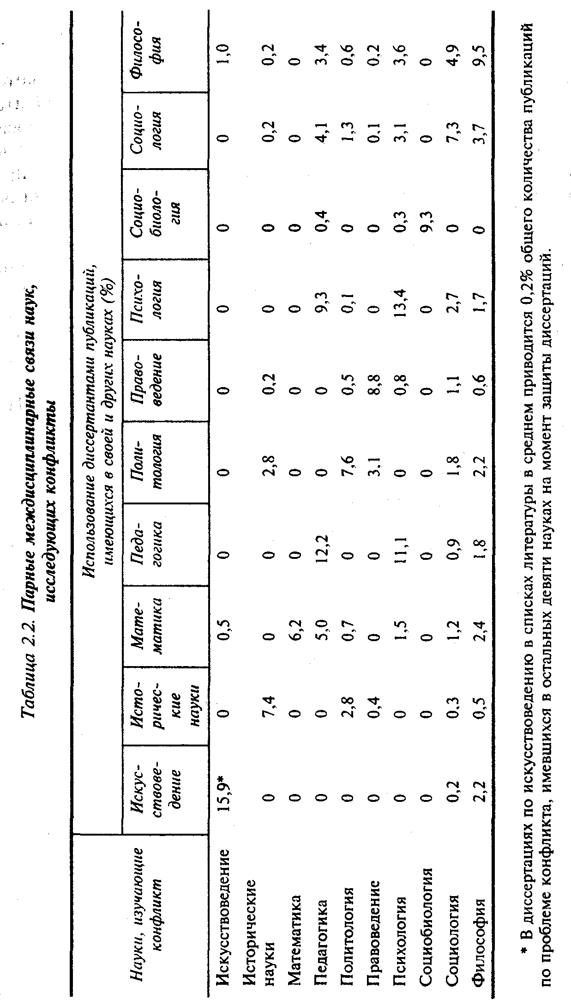 Таблица 2.2. Парные междисциплинарные связи наук,
исследующих конфликты
Науки, изучающие конфликт
Использование диссертантами публикаций,
имеющихся в своей и других науках (%)
Искус-ствове-дение Исто-ричес-кие науки Мате-матика Педа-гогика Поли-тология Право-ведение Психо-логия Социо-биоло-гия Социо-логия Филосо-фия
Искусствоведение 15,9* 0 0,5 0 0 0 0 0 0 1,0
Исторические
науки 0 7,4 0 0 2,8 0,2 0 0 0,2 0,2
Математика 0 0 6,2 0 0 0 0 0 0 0
Педагогика 0 0 5,0 12,2 0 0 9,3 0,4 4,1 3,4
Политология 0 2,8 0,7 0 7,6 0,5 0,1 0 1,3 0,6
Правоведение 0 0,4 0 0 3,1 8,8 0 0 0,1 0,2
Психология 0 0 1,5 11,1 0 0,8 13,4 0,3 3,1 3,6
Социобиология 0 0 0 0 0 0 0 9,3 0 0
Социология 0,2 0,3 1,2 0,9 1,8 1,1 2,7 0 7,3 4,9
Философия 2,2 0,5 2,4 1,8 2,2 0,6 1,7 0 3,7 9,5
* В диссертациях по искусствоведению в списках литературы в среднем приводится 0,2% общего количества публикаций
по проблеме конфликта, имевшихся в остальных девяти науках на момент защиты диссертаций.